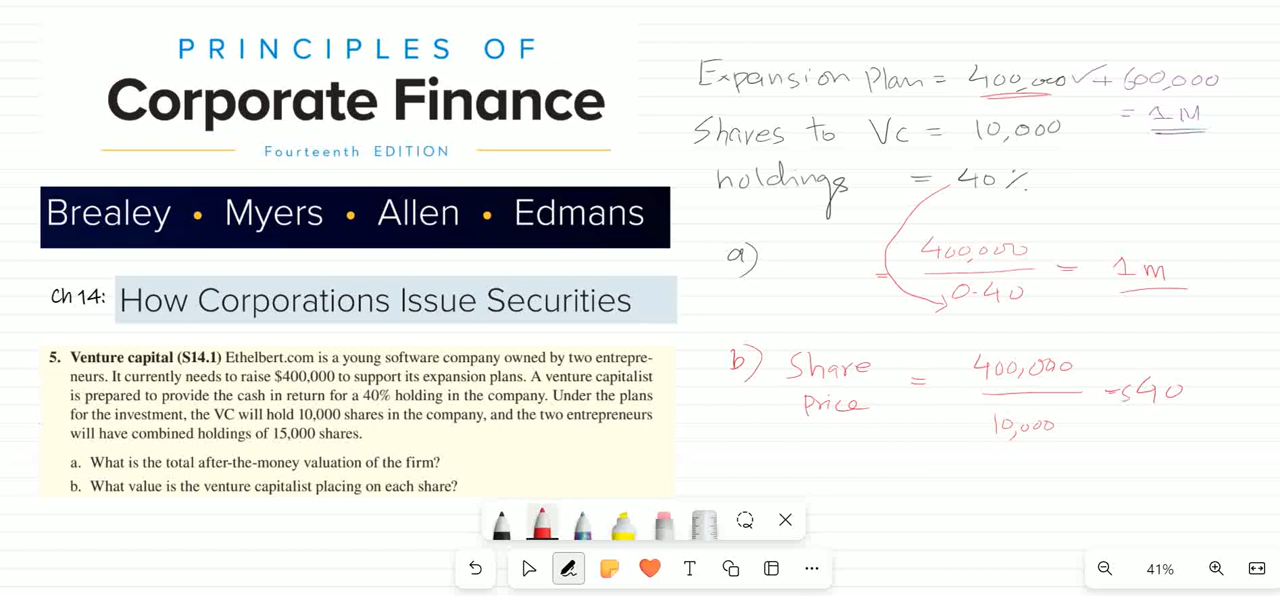 PRINCIPLES OF
Corporate Finance
Fourteenth EDITION
Brealey • Myers • Allen • Edmans
Ch 14: How Corporations Issue Securities
5. Venture capital (S14.1) Ethelbert.com is a young software company owned by two entrepre-
neurs. It currently needs to raise $400,000 to support its expansion plans. A venture capitalist
is prepared to provide the cash in return for a 40% holding in the company. Under the plans
for the investment, the VC will hold 10,000 shares in the company, and the two entrepreneurs
will have combined holdings of 15,000 shares.
a. What is the total after-the-money valuation of the firm?
b. What value is the venture capitalist placing on each share?
Expansion Plan = 400,000 ✓ + 600,000
= 1 M
Shares to VC = 10,000
holdings = 40 %
a)
= 400,000 / 0.40 = 1 m
b) Share Price = 400,000 / 10,000 = $40
T
41%